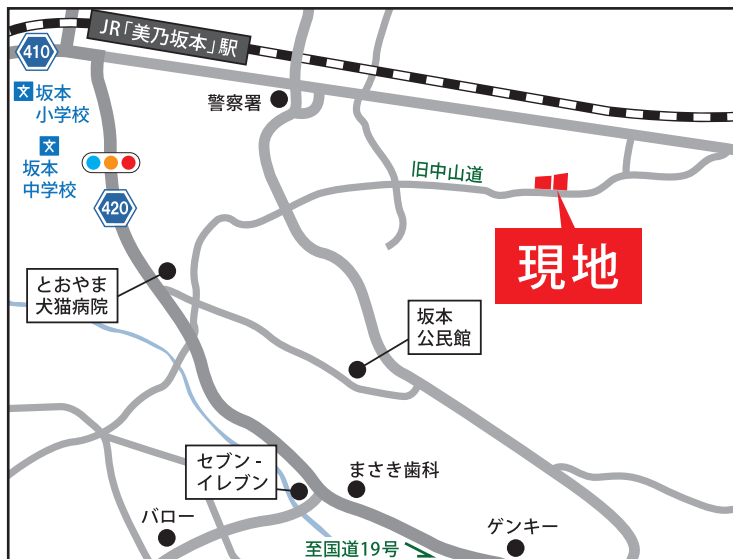 JR「美乃坂本」駅
410
文 坂本
小学校
警察署
文
坂本
中学校
旧中山道
420
現地
とおやま
犬猫病院
坂本
公民館
セブン-
イレブン
まさき歯科
バロー
ゲンキー
至国道19号